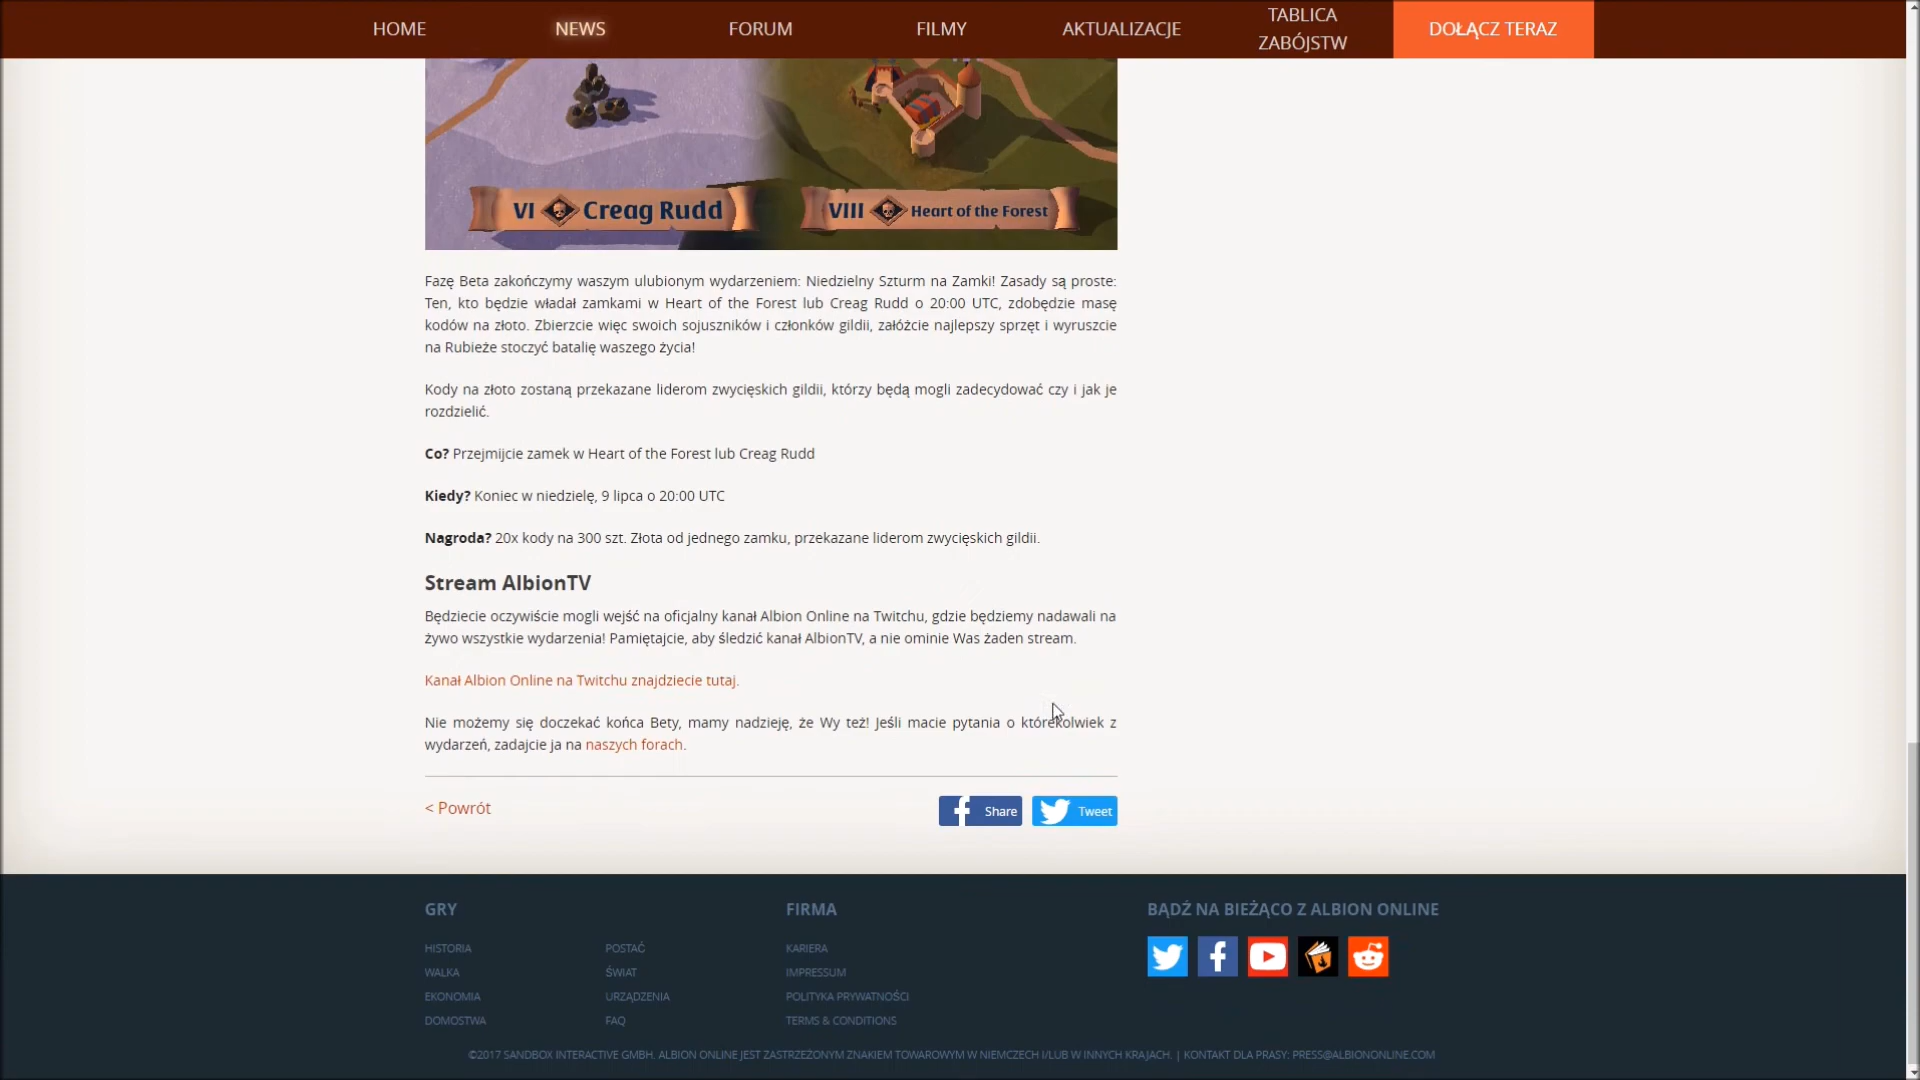 HOME
NEWS
FORUM
FILMY
AKTUALIZACJE
TABLICA
ZABÓJSTW
DOŁĄCZ TERAZ
VI Creag Rudd
VIII Heart of the Forest
Fazę Beta zakończymy waszym ulubionym wydarzeniem: Niedzielny Szturm na Zamki! Zasady są proste:
Ten, kto będzie władał zamkami w Heart of the Forest lub Creag Rudd o 20:00 UTC, zdobędzie masę
kodów na złoto. Zbierzcie więc swoich sojuszników i członków gildii, załóżcie najlepszy sprzęt i wyruszcie
na Rubieże stoczyć batalię waszego życia!
Kody na złoto zostaną przekazane liderom zwycięskich gildii, którzy będą mogli zadecydować czy i jak je
rozdzielić.
Co? Przejmijcie zamek w Heart of the Forest lub Creag Rudd
Kiedy? Koniec w niedzielę, 9 lipca o 20:00 UTC
Nagroda? 20x kody na 300 szt. Złota od jednego zamku, przekazane liderom zwycięskich gildii.
Stream AlbionTV
Będziecie oczywiście mogli wejść na oficjalny kanał Albion Online na Twitchu, gdzie będziemy nadawali na
żywo wszystkie wydarzenia! Pamiętajcie, aby śledzić kanał AlbionTV, a nie ominie Was żaden stream.
Kanał Albion Online na Twitchu znajdziecie tutaj.
Nie możemy się doczekać końca Bety, mamy nadzieję, że Wy też! Jeśli macie pytania o którekolwiek z
wydarzeń, zadajcie ja na naszych forach.
< Powrót
Share
Tweet
GRY
HISTORIA
WALKA
EKONOMIA
DOMOSTWA
POSTAĆ
ŚWIAT
URZĄDZENIA
FAQ
FIRMA
KARIERA
IMPRESSUM
POLITYKA PRYWATNOŚCI
TERMS & CONDITIONS
BĄDŹ NA BIEŻĄCO Z ALBION ONLINE
©2017 SANDBOX INTERACTIVE GMBH. ALBION ONLINE JEST ZASTRZEŻONYM ZNAKIEM TOWAROWYM W NIEMCZECH I/LUB W INNYCH KRAJACH. | KONTAKT DLA PRASY: PRESS@ALBIONONLINE.COM